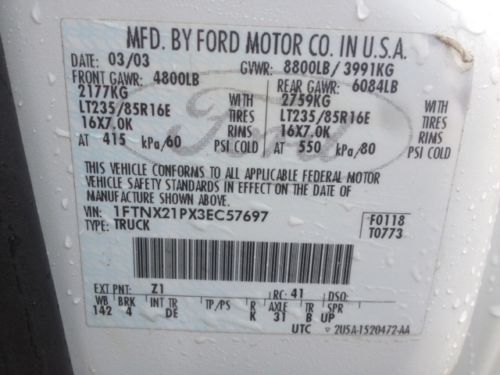 MFD. BY FORD MOTOR CO. IN U.S.A.
DATE: 03/03 GVWR: 8800LB/ 3991KG
FRONT GAWR: 4800LB REAR GAWR: 6084LB
2177KG WITH 2759KG WITH
LT235/85R16E TIRES LT235/85R16E TIRES
16X7.0K RIMS 16X7.0K RIMS
AT 415 kPa/60 PSI COLD AT 550 kPa/80 PSI COLD
Ford
THIS VEHICLE CONFORMS TO ALL APPLICABLE FEDERAL MOTOR
VEHICLE SAFETY STANDARDS IN EFFECT ON THE DATE OF
MANUFACTURE SHOWN ABOVE.
VIN: 1FTNX21PX3EC57697 F0118
TYPE: TRUCK T0773
EXT PNT: Z1 RC: 41 DSO:
WB BRK INT TR TP/PS R AXLE TR SPR
142 4 DE K 31 B UP
UTC ▽ 2U5A-1520472-AA